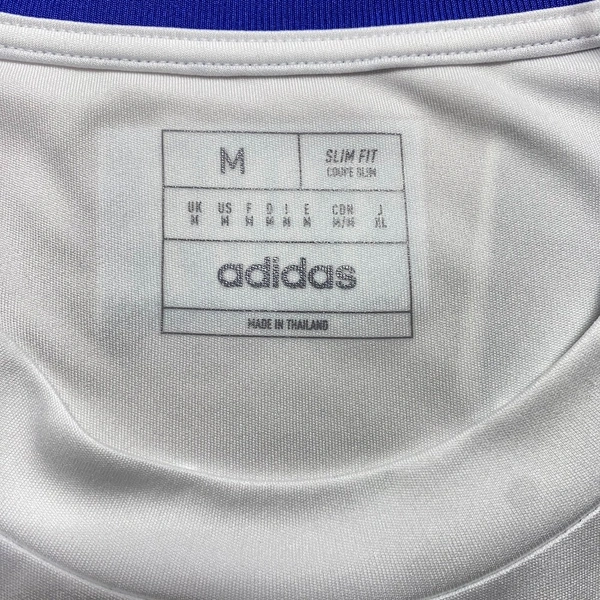 M
SLIM FIT
COUPE SLIM
UK US F D I E CDN J
M M M M M M M/M XL
adidas
MADE IN THAILAND